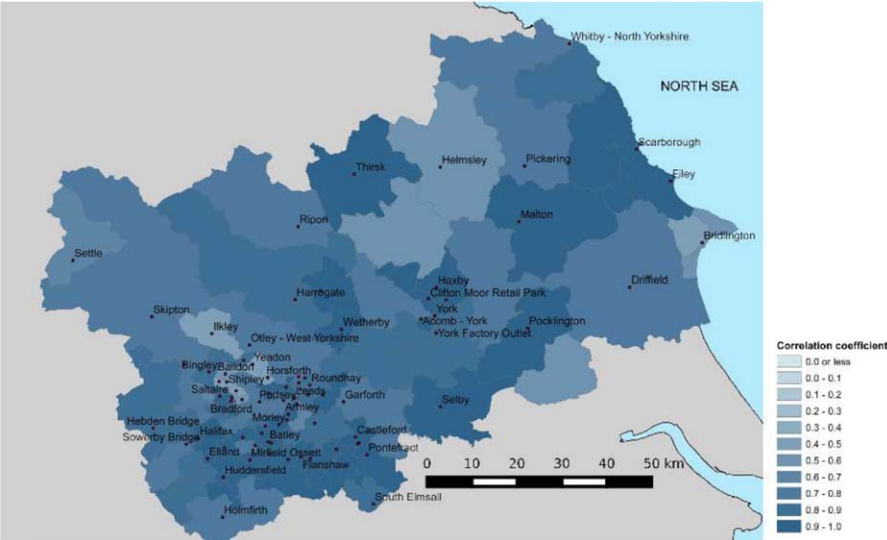 Whitby - North Yorkshire
NORTH SEA
Scarborough
Thirsk
Helmsley
Pickering
Filey
Ripon
Malton
Bridlington
Settle
Driffield
Haxby
Harrogate
Clifton Moor Retail Park
Skipton
York
Ilkley
Wetherby
Acomb - York
Pocklington
York Factory Outlet
Otley - West Yorkshire
Correlation coefficient
Yeadon
Bingley
Baildon
Horsforth
Shipley
Roundhay
Saltaire
Pudsey
Leeds
Garforth
Selby
Bradford
Armley
Morley
Hebden Bridge
Halifax
Castleford
Sowerby Bridge
Batley
Pontefract
Elland
Mirfield
Ossett
Flanshaw
Huddersfield
South Elmsall
Holmfirth
0 10 20 30 40 50 km
0.0 or less
0.0 - 0.1
0.1 - 0.2
0.2 - 0.3
0.3 - 0.4
0.4 - 0.5
0.5 - 0.6
0.6 - 0.7
0.7 - 0.8
0.8 - 0.9
0.9 - 1.0